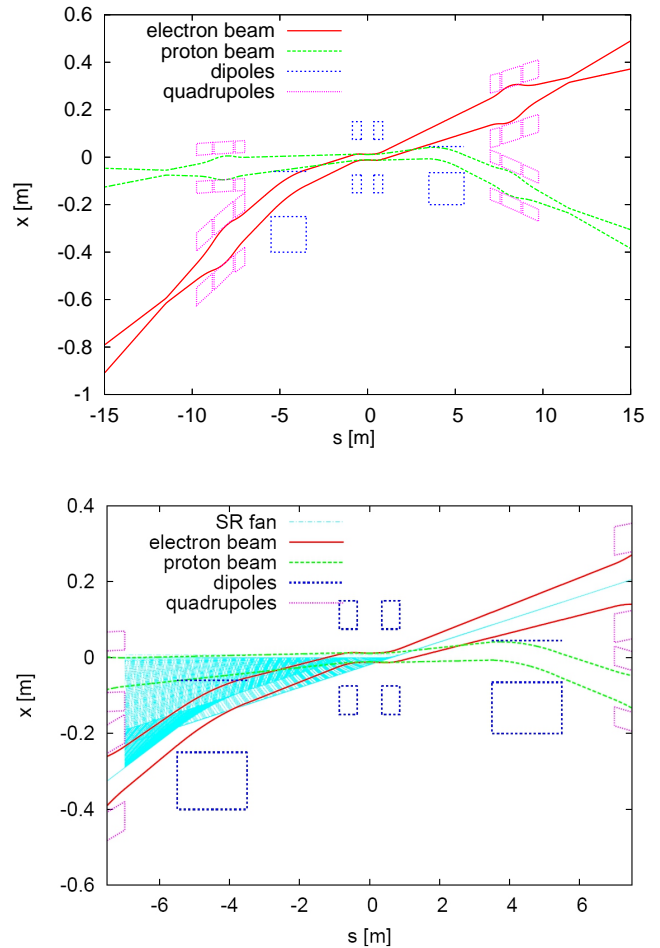 0.6
0.4
0.2
0
-0.2
-0.4
-0.6
-0.8
-1
x [m]
electron beam
proton beam
dipoles
quadrupoles
-15 -10 -5 0 5 10 15
s [m]
0.4
0.2
0
-0.2
-0.4
-0.6
x [m]
SR fan
electron beam
proton beam
dipoles
quadrupoles
-6 -4 -2 0 2 4 6
s [m]